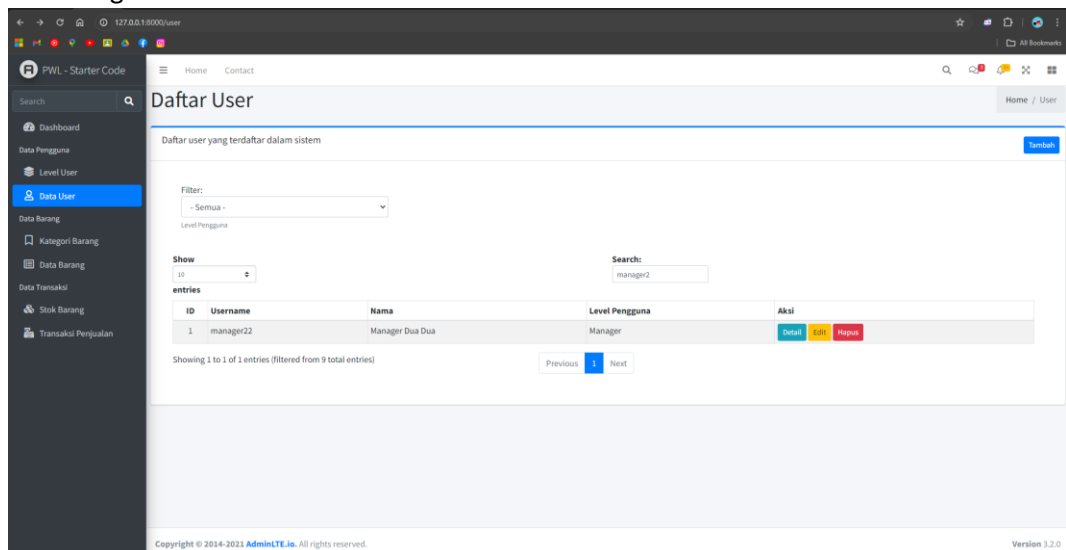 127.0.0.1:8000/user
All Bookmarks
PWL - Starter Code
Home Contact
Search
Daftar User
Home / User
Dashboard
Data Pengguna
Level User
Data User
Data Barang
Kategori Barang
Data Barang
Data Transaksi
Stok Barang
Transaksi Penjualan
Daftar user yang terdaftar dalam sistem
Tambah
Filter:
- Semua -
Level Pengguna
Show
10
entries
Search:
manager2
ID Username Nama Level Pengguna Aksi
1 manager22 Manager Dua Dua Manager Detail Edit Hapus
Showing 1 to 1 of 1 entries (filtered from 9 total entries)
Previous 1 Next
Copyright © 2014-2021 AdminLTE.io. All rights reserved.
Version 3.2.0